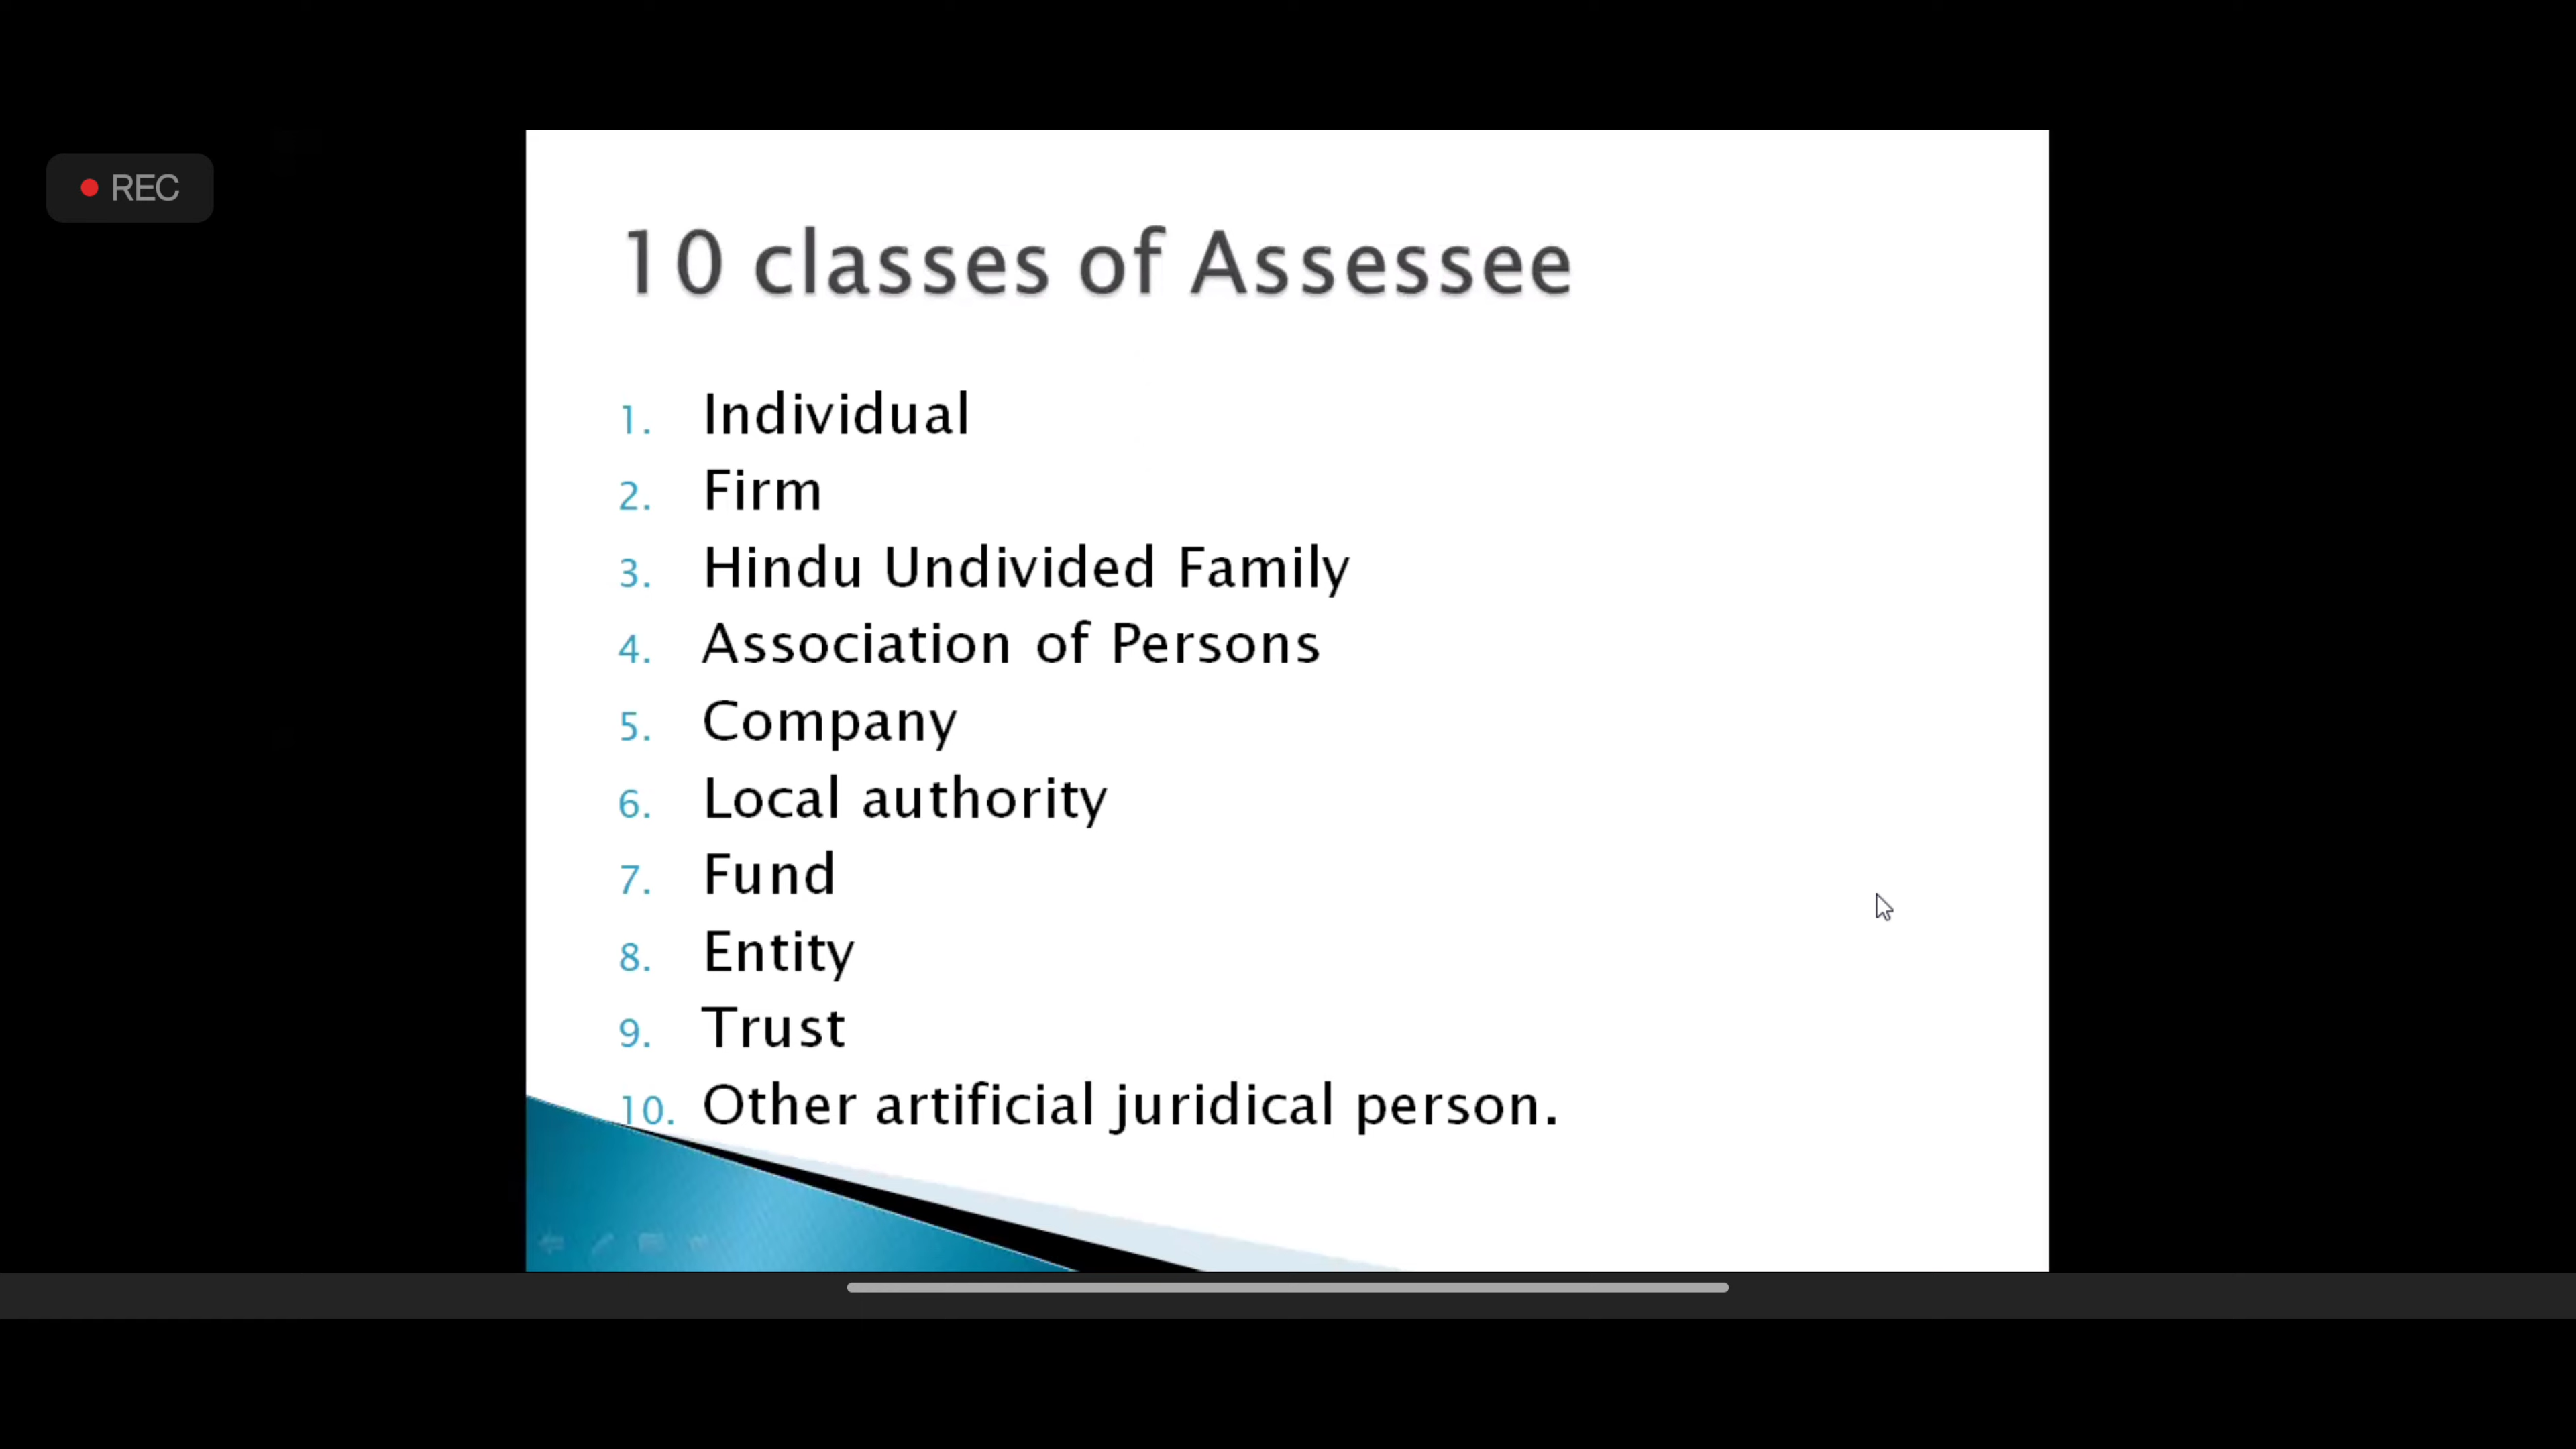 REC
10 classes of Assessee
1. Individual
2. Firm
3. Hindu Undivided Family
4. Association of Persons
5. Company
6. Local authority
7. Fund
8. Entity
9. Trust
10. Other artificial juridical person.